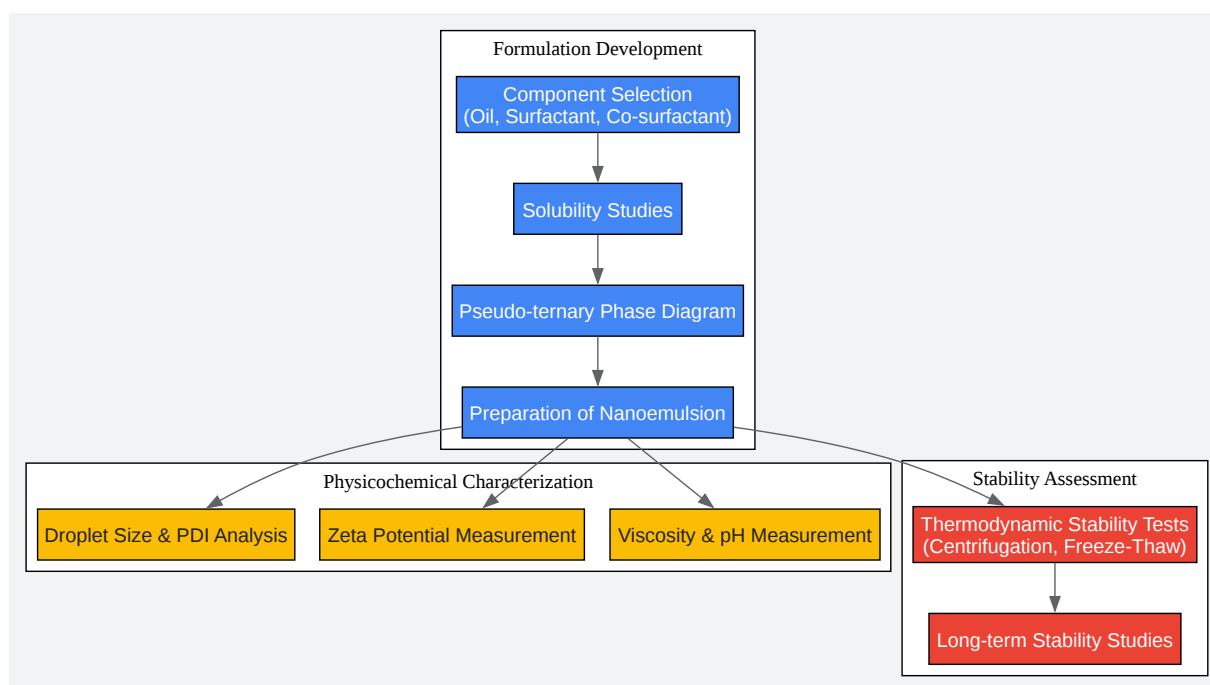 Formulation Development
Component Selection
(Oil, Surfactant, Co-surfactant)
Solubility Studies
Pseudo-ternary Phase Diagram
Preparation of Nanoemulsion
Physicochemical Characterization
Droplet Size & PDI Analysis
Zeta Potential Measurement
Viscosity & pH Measurement
Stability Assessment
Thermodynamic Stability Tests
(Centrifugation, Freeze-Thaw)
Long-term Stability Studies